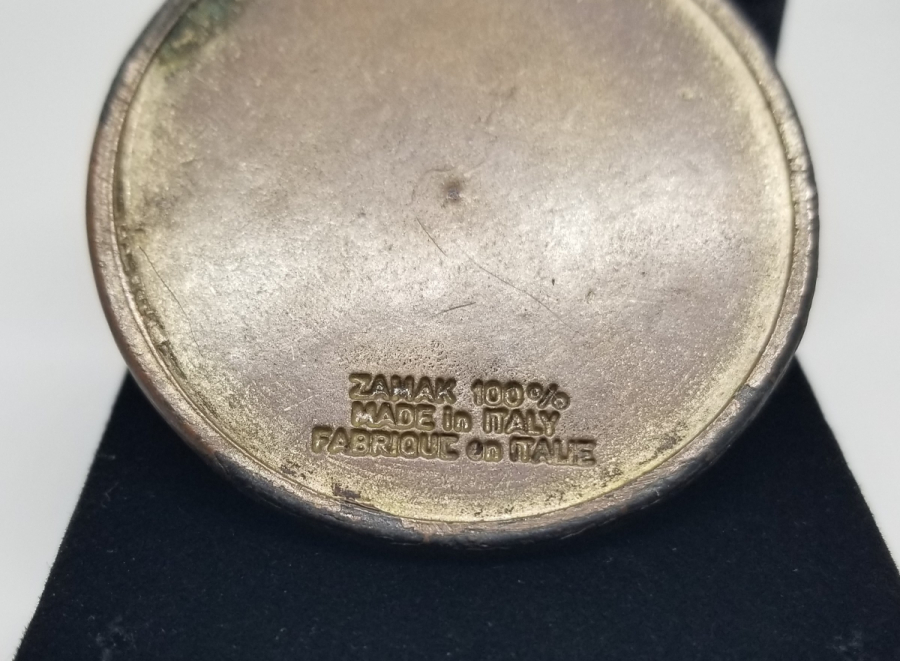 ZAMAK 100%
MADE in ITALY
FABRIQUE en ITALIE